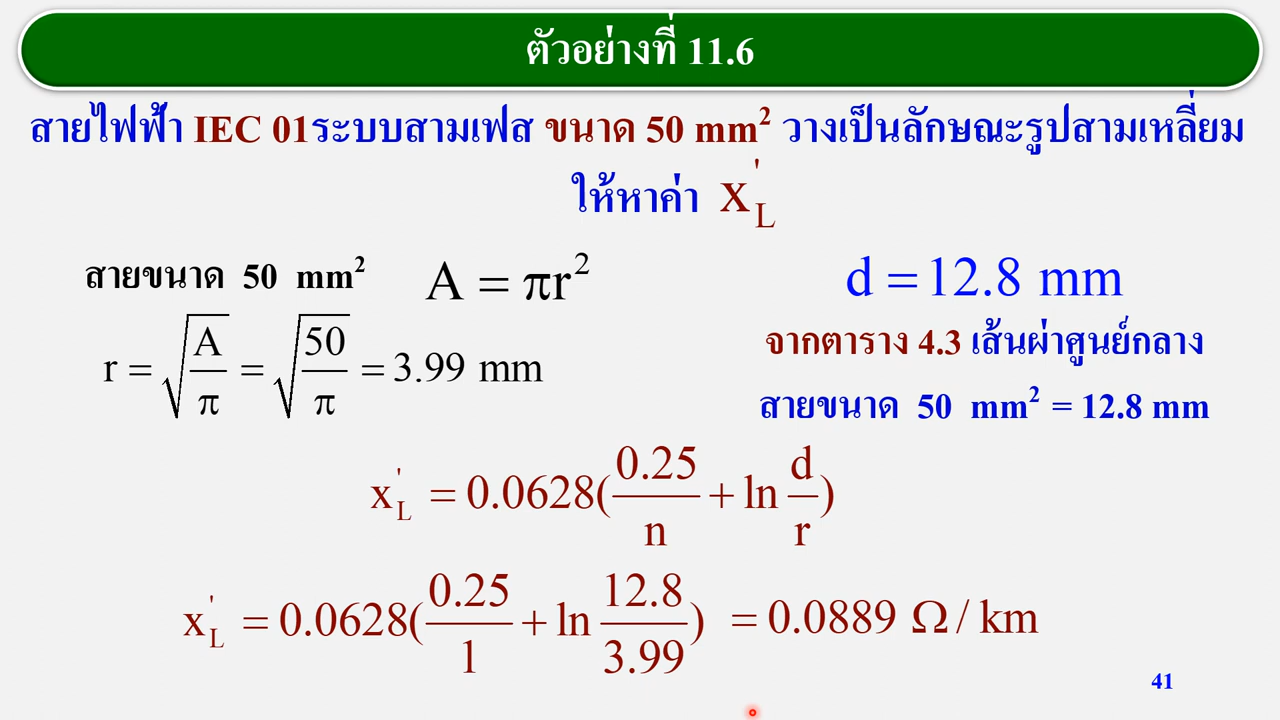 ตัวอย่างที่ 11.6
สายไฟฟ้า IEC 01ระบบสามเฟส ขนาด 50 mm² วางเป็นลักษณะรูปสามเหลี่ยม
ให้หาค่า x'L
สายขนาด 50 mm² A = πr²
r = √(A/π) = √(50/π) = 3.99 mm
d = 12.8 mm
จากตาราง 4.3 เส้นผ่าศูนย์กลาง
สายขนาด 50 mm² = 12.8 mm
x'L = 0.0628(0.25/n + ln d/r)
x'L = 0.0628(0.25/1 + ln 12.8/3.99) = 0.0889 Ω / km
41